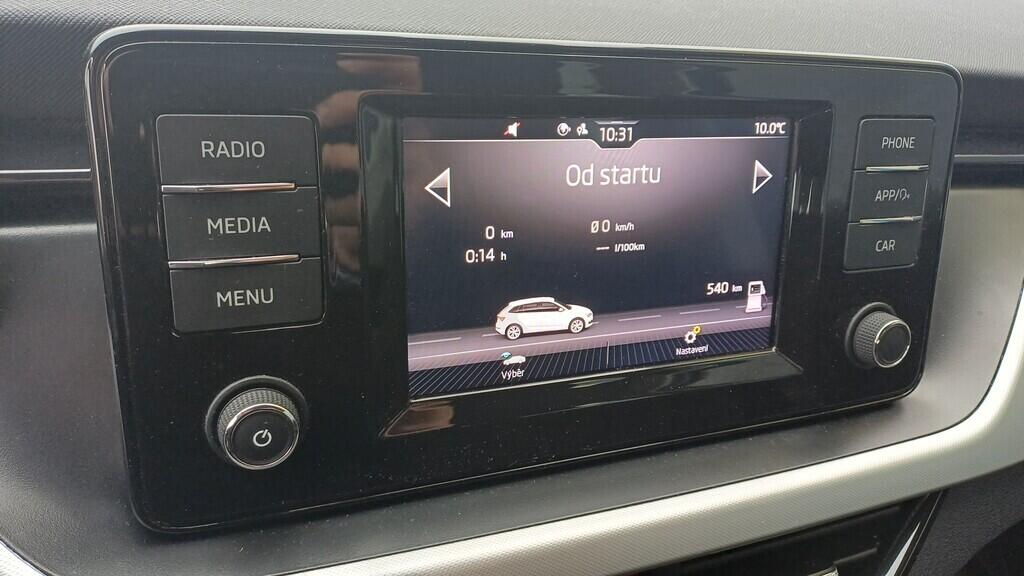 RADIO
MEDIA
MENU
10:31
10.0°C
Od startu
0 km
Ø 0 km/h
0:14 h
--- l/100km
540 km
Výběr
Nastavení
PHONE
APP/
CAR